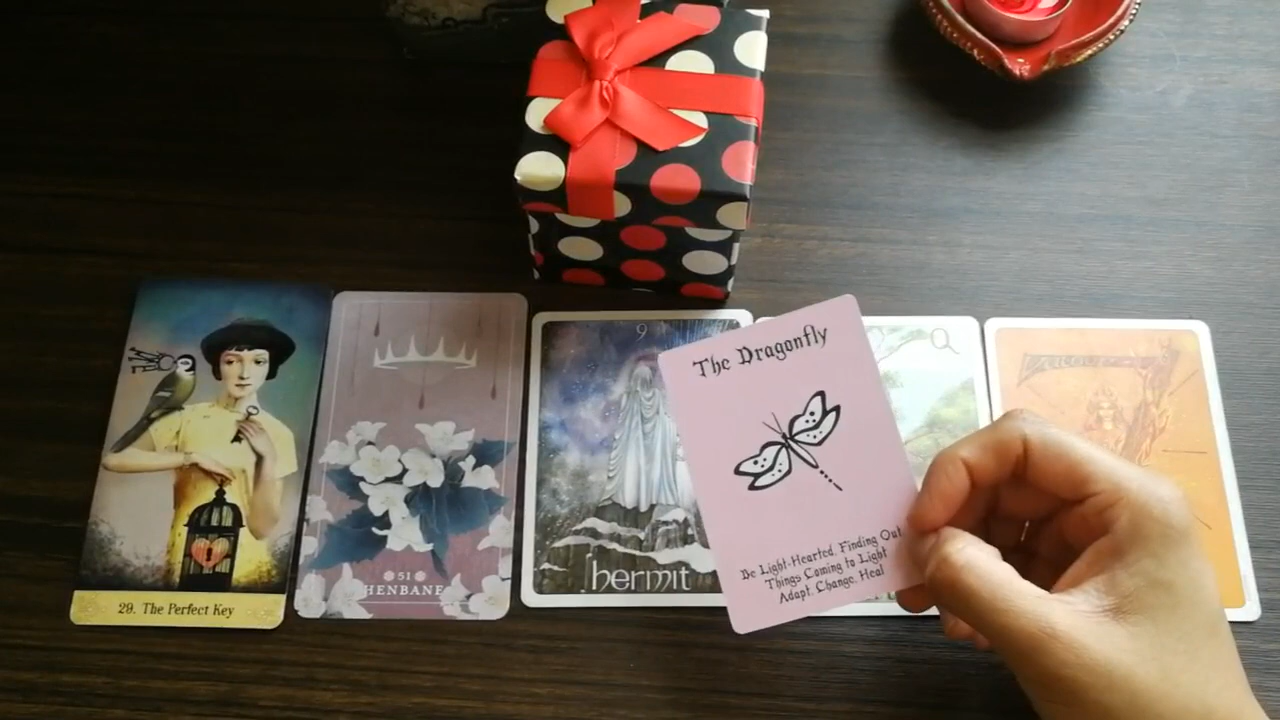 29. The Perfect Key
51
HENBANE
9
hermit
The Dragonfly
Be Light-Hearted, Finding Out
Things Coming to Light
Adapt, Change, Heal
Q